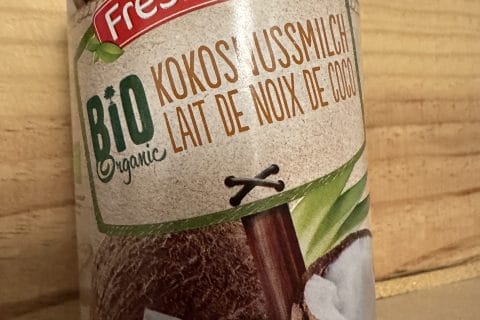 BiO
Organic
KOKOSNUSSMILCH
LAIT DE NOIX DE COCO